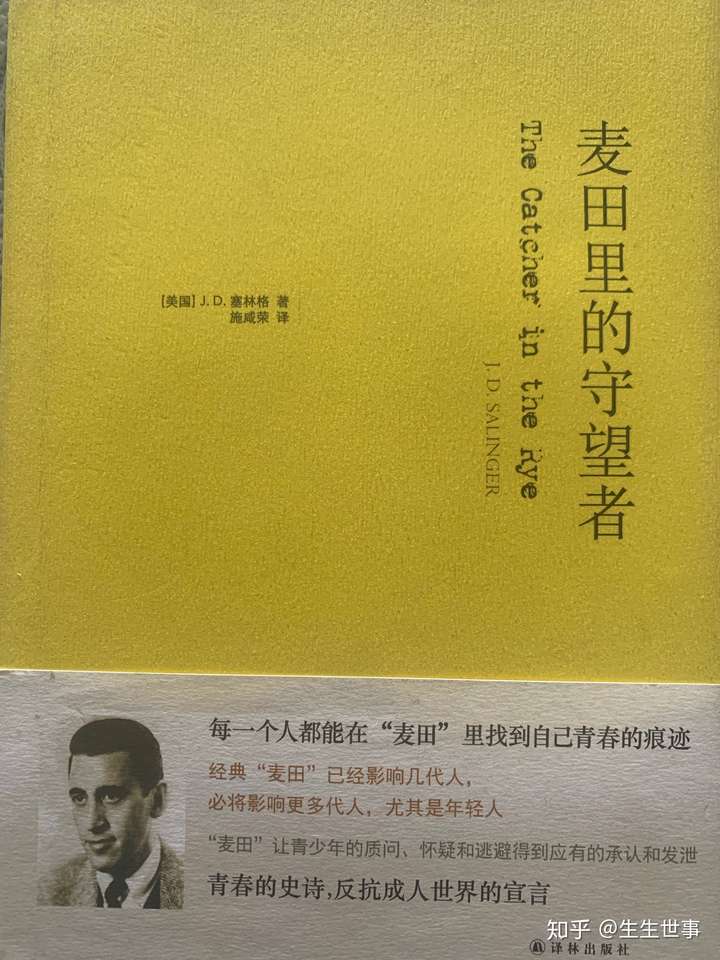 麦田里的守望者
The Catcher in the Rye
J. D. SALINGER
[美国] J. D. 塞林格 著
施咸荣 译
每一个人都能在“麦田”里找到自己青春的痕迹
经典“麦田”已经影响几代人，
必将影响更多代人，尤其是年轻人
“麦田”让青少年的质问、怀疑和逃避得到应有的承认和发泄
青春的史诗,反抗成人世界的宣言
知乎 @生生世事
译林出版社